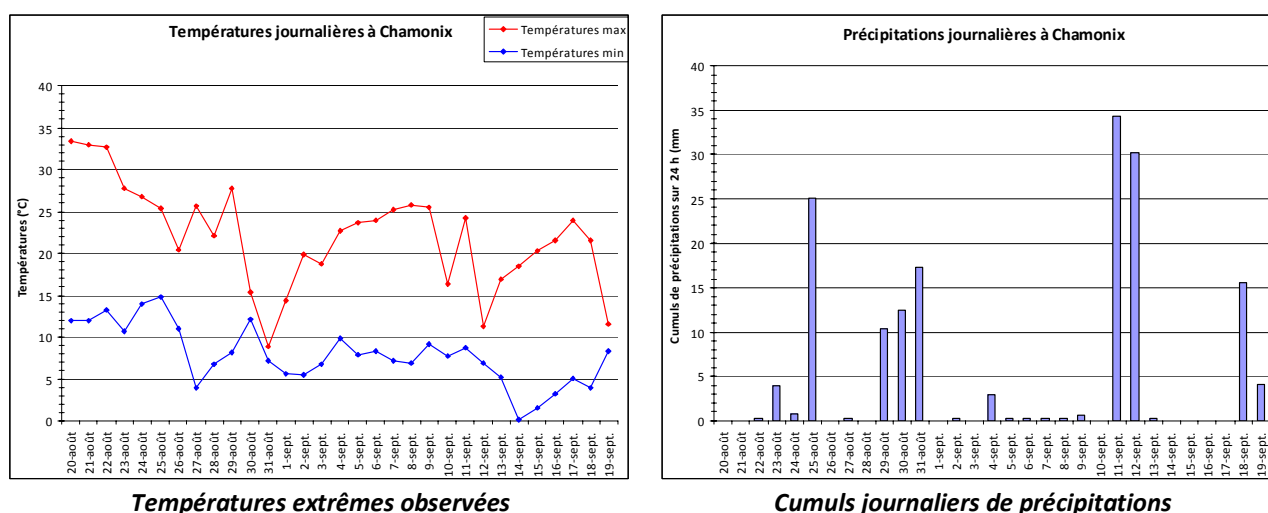 Températures journalières à Chamonix
Températures max
Températures min
Températures (°C)
40
35
30
25
20
15
10
5
0
20-août
21-août
22-août
23-août
24-août
25-août
26-août
27-août
28-août
29-août
30-août
31-août
1-sept.
2-sept.
3-sept.
4-sept.
5-sept.
6-sept.
7-sept.
8-sept.
9-sept.
10-sept.
11-sept.
12-sept.
13-sept.
14-sept.
15-sept.
16-sept.
17-sept.
18-sept.
19-sept.
Températures extrêmes observées
Précipitations journalières à Chamonix
Cumuls de précipitations sur 24 h (mm
40
35
30
25
20
15
10
5
0
20-août
21-août
22-août
23-août
24-août
25-août
26-août
27-août
28-août
29-août
30-août
31-août
1-sept.
2-sept.
3-sept.
4-sept.
5-sept.
6-sept.
7-sept.
8-sept.
9-sept.
10-sept.
11-sept.
12-sept.
13-sept.
14-sept.
15-sept.
16-sept.
17-sept.
18-sept.
19-sept.
Cumuls journaliers de précipitations